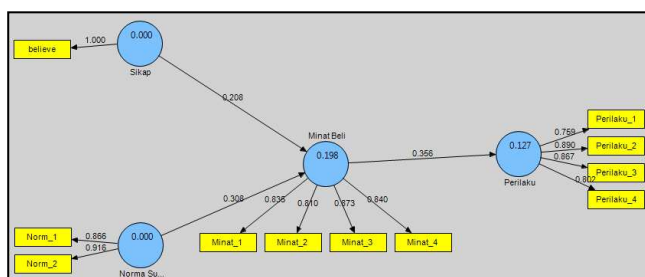 0.000
believe
1.000
Sikap
0.208
Minat Beli
0.198
0.356
0.127
Perilaku
0.759
Perilaku_1
0.890
Perilaku_2
0.867
Perilaku_3
0.802
Perilaku_4
0.308
0.835
0.810
0.873
0.840
Minat_1
Minat_2
Minat_3
Minat_4
0.000
Norm_1
0.866
0.916
Norm_2
Norma Su...